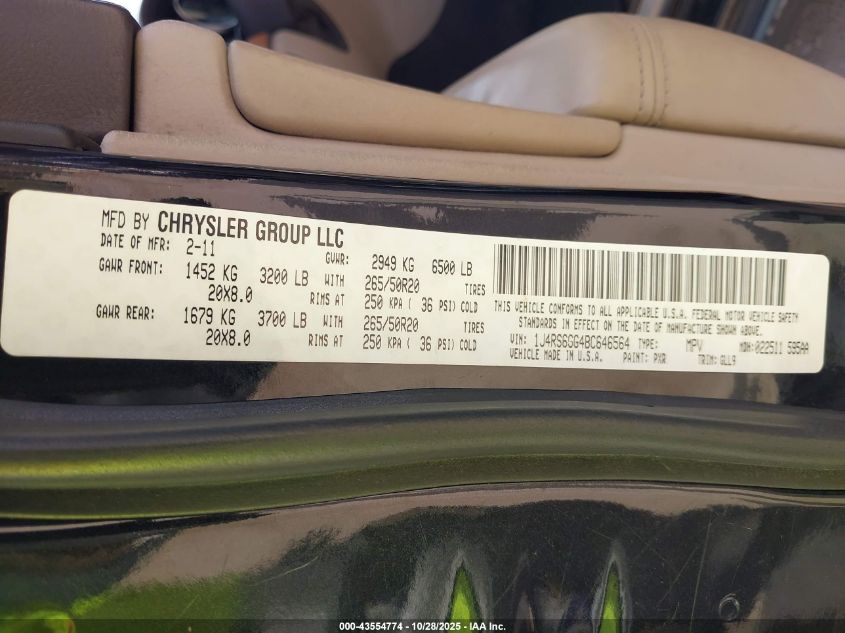 MFD BY CHRYSLER GROUP LLC
DATE OF MFR: 2-11 GVWR: 2949 KG 6500 LB
GAWR FRONT: 1452 KG 3200 LB WITH 265/50R20 TIRES
20X8.0 RIMS AT 250 KPA ( 36 PSI) COLD
GAWR REAR: 1679 KG 3700 LB WITH 265/50R20 TIRES
20X8.0 RIMS AT 250 KPA ( 36 PSI) COLD
THIS VEHICLE CONFORMS TO ALL APPLICABLE U.S.A. FEDERAL MOTOR VEHICLE SAFETY
STANDARDS IN EFFECT ON THE DATE OF MANUFACTURE SHOWN ABOVE.
VIN: 1J4RS6GG4BC646564 TYPE: MPV MDH: 022511 595AA
VEHICLE MADE IN U.S.A. PAINT: PXR TRIM: GLL9
000-43554774 | 10/28/2025 - IAA Inc.